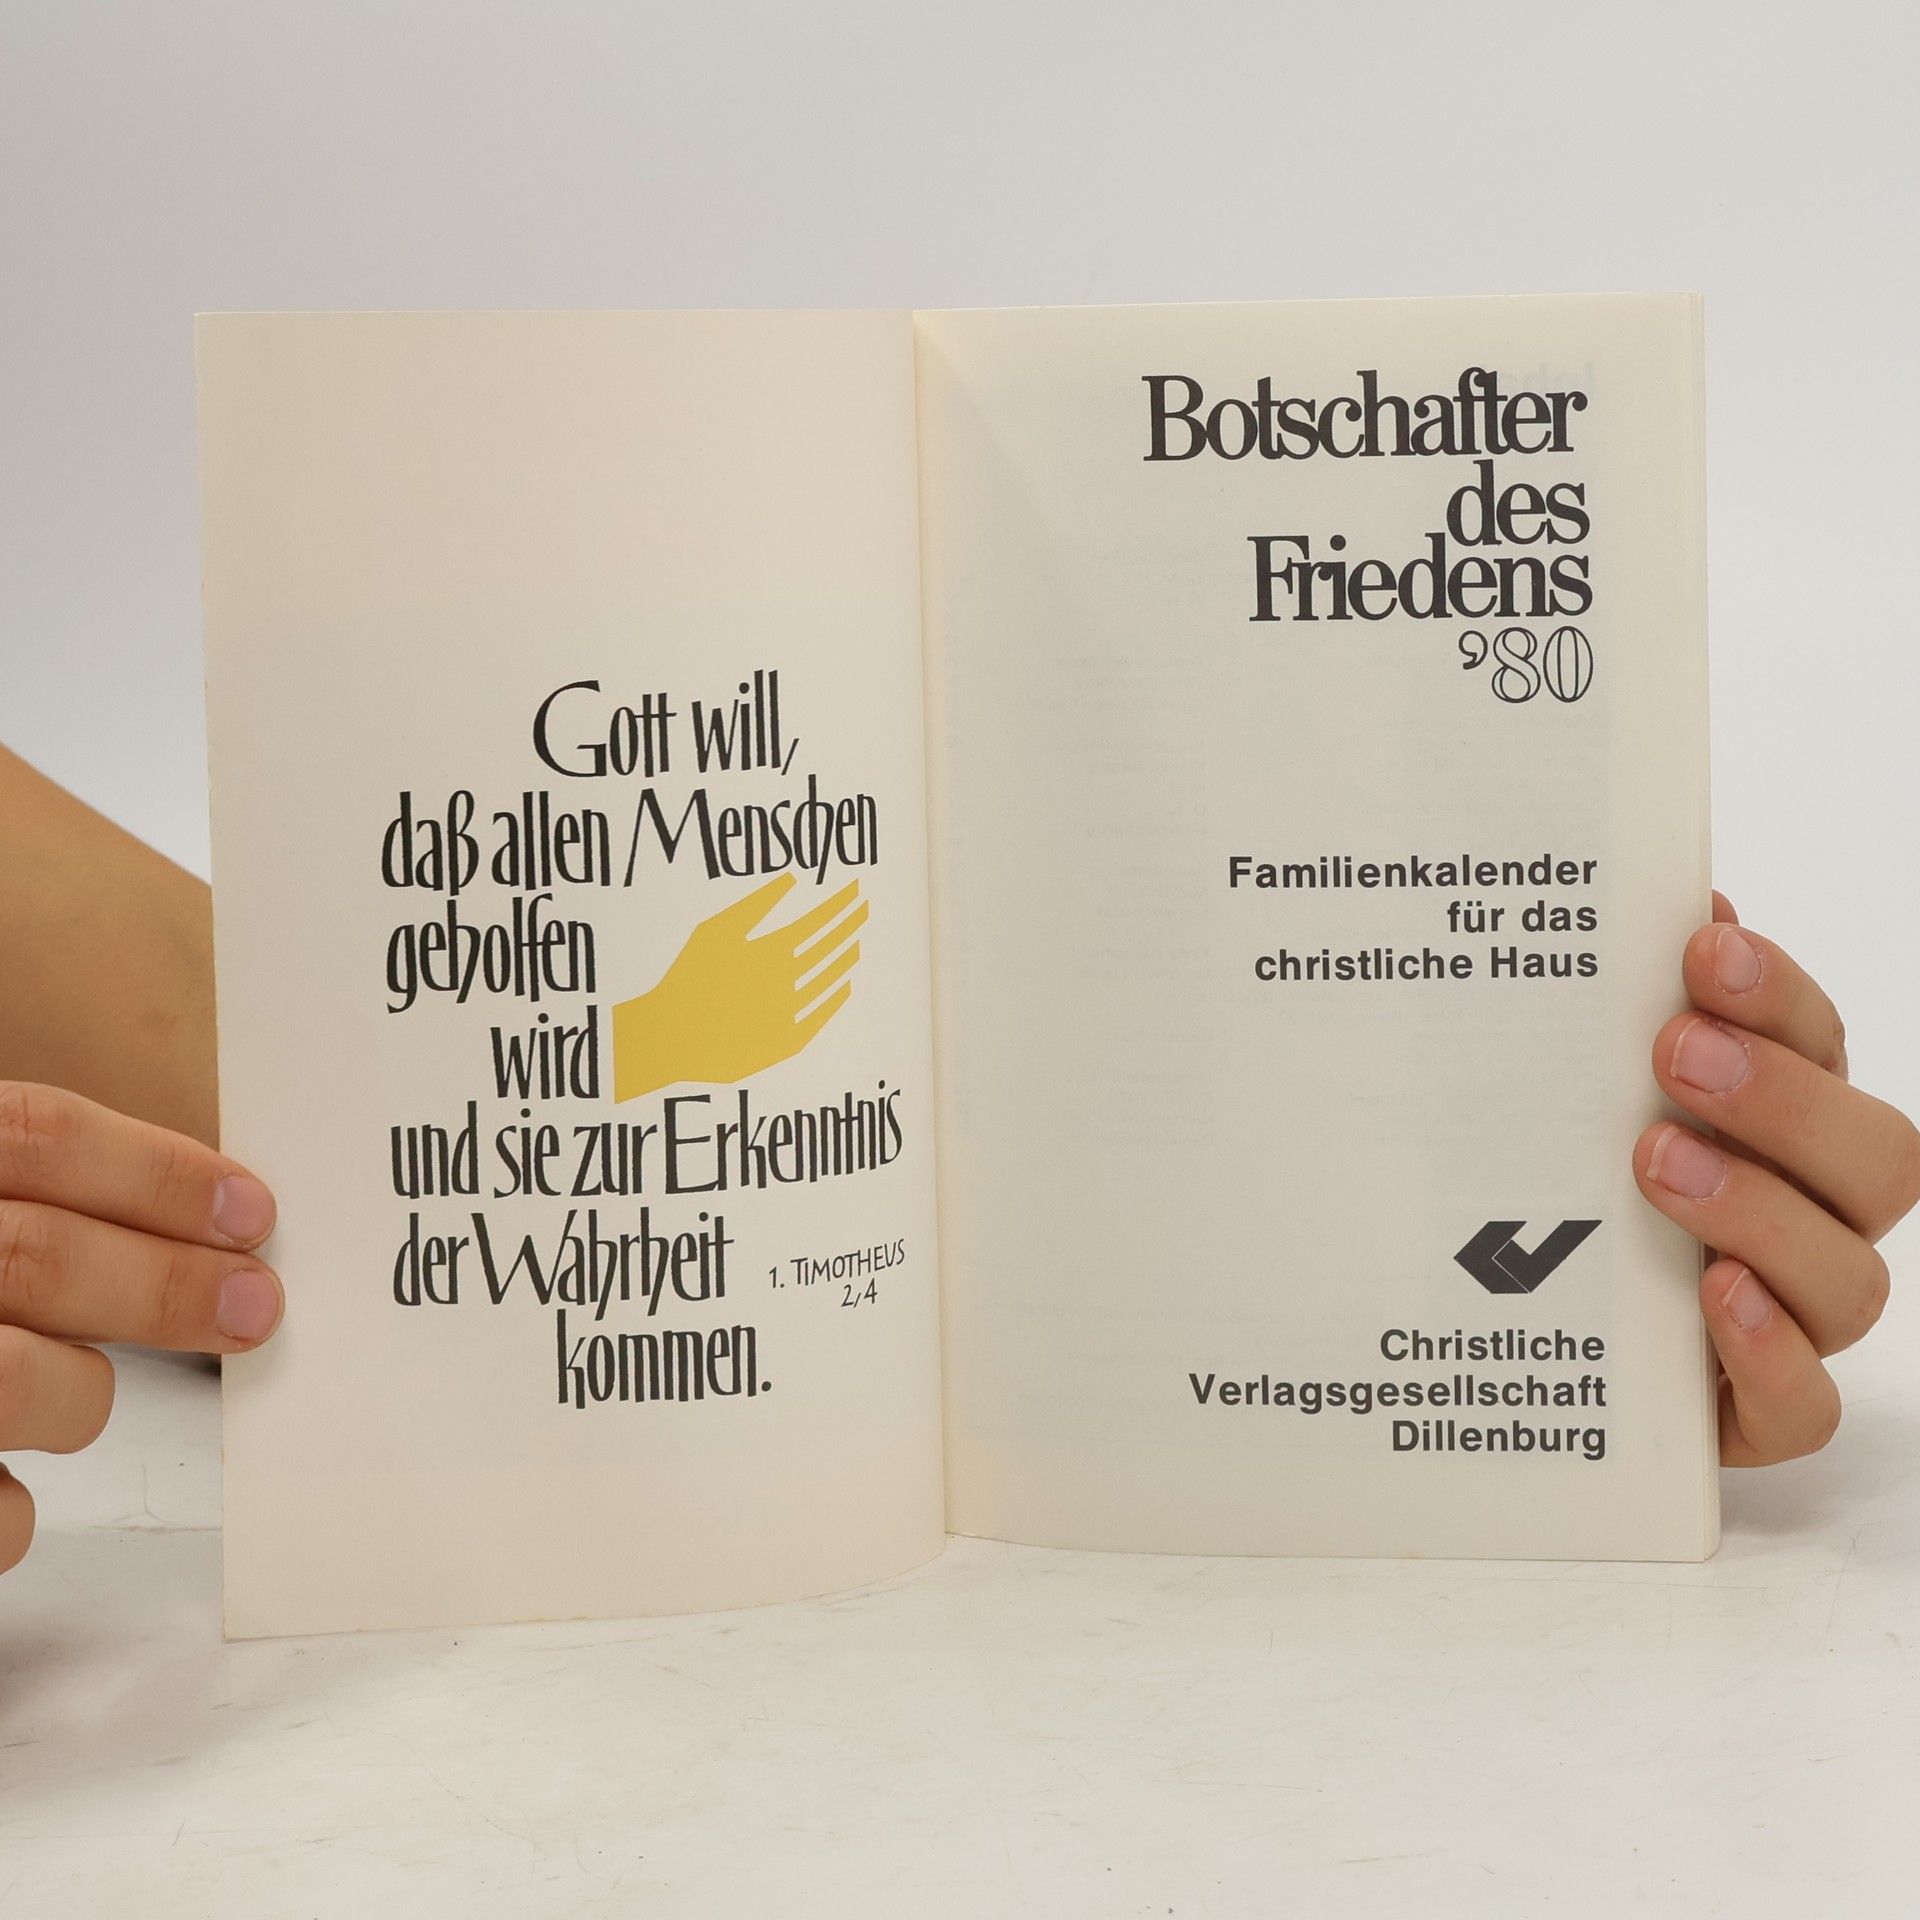 Gott will,
daß allen Menschen
geholfen
wird
und sie zur Erkenntnis
der Wahrheit
kommen.
1. TIMOTHEUS
2,4
Botschafter
des
Friedens
’80
Familienkalender
für das
christliche Haus
Christliche
Verlagsgesellschaft
Dillenburg